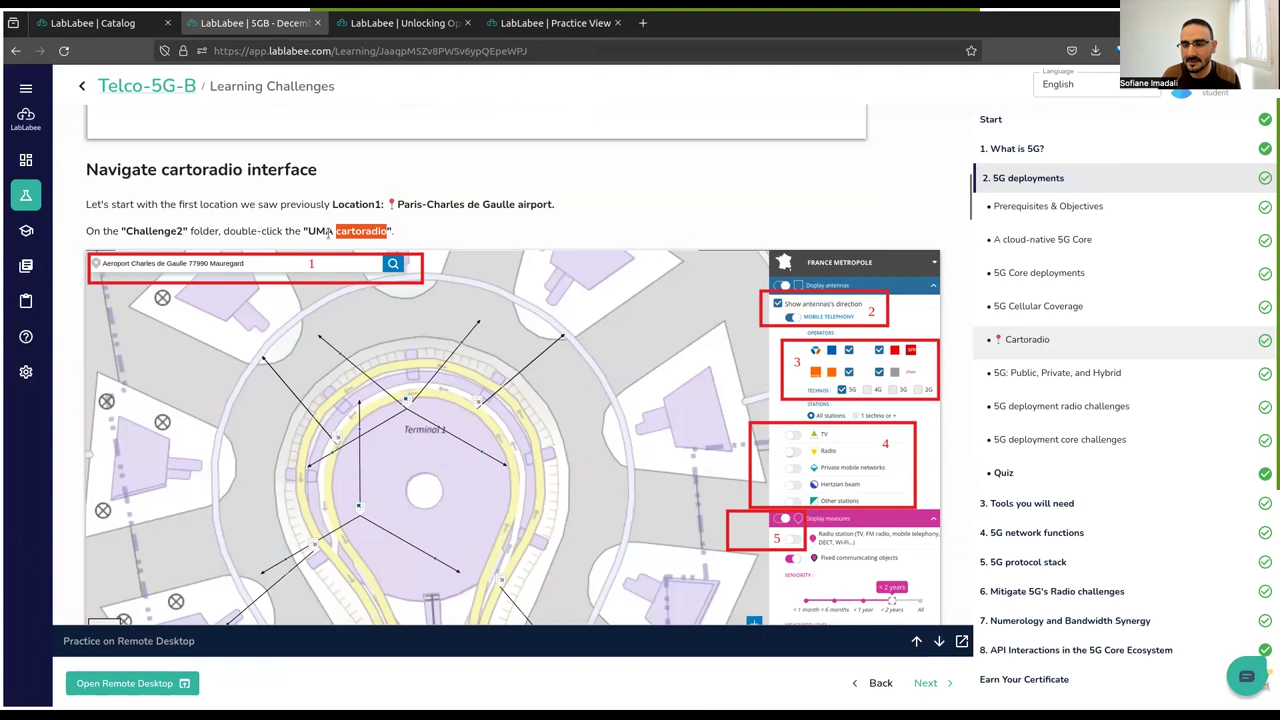 LabLabee | Catalog
LabLabee | 5GB - Decemb
LabLabee | Unlocking Op
LabLabee | Practice View
https://app.lablabee.com/Learning/JaaqpM5Zv8PWSv6ypQEpeWPJ
Sofiane Imadali
LabLabee
Telco-5G-B / Learning Challenges
Language
English
student
Navigate cartoradio interface
Let's start with the first location we saw previously Location1: 📍Paris-Charles de Gaulle airport.
On the "Challenge2" folder, double-click the "UMA cartoradio".
Aeroport Charles de Gaulle 77990 Mauregard
1
Terminal 1
FRANCE METROPOLE
Display antennas
Show antennas's direction
2
MOBILE TELEPHONY
OPERATORS :
3
SFR
free
TECHNOS :
5G
4G
3G
2G
STATIONS :
All stations
1 techno or +
TV
4
Radio
Private mobile networks
Hertzian beam
Other stations
Display measures
5
Radio station (TV, FM radio, mobile telephony,
DECT, Wi-Fi...)
Fixed communicating objects
SENIORITY :
< 2 years
< 1 month
< 6 months
< 1 year
< 2 years
All
Practice on Remote Desktop
Open Remote Desktop
Back
Next
Start
1. What is 5G?
2. 5G deployments
• Prerequisites & Objectives
• A cloud-native 5G Core
• 5G Core deployments
• 5G Cellular Coverage
• 📍 Cartoradio
• 5G: Public, Private, and Hybrid
• 5G deployment radio challenges
• 5G deployment core challenges
• Quiz
3. Tools you will need
4. 5G network functions
5. 5G protocol stack
6. Mitigate 5G's Radio challenges
7. Numerology and Bandwidth Synergy
8. API Interactions in the 5G Core Ecosystem
Earn Your Certificate